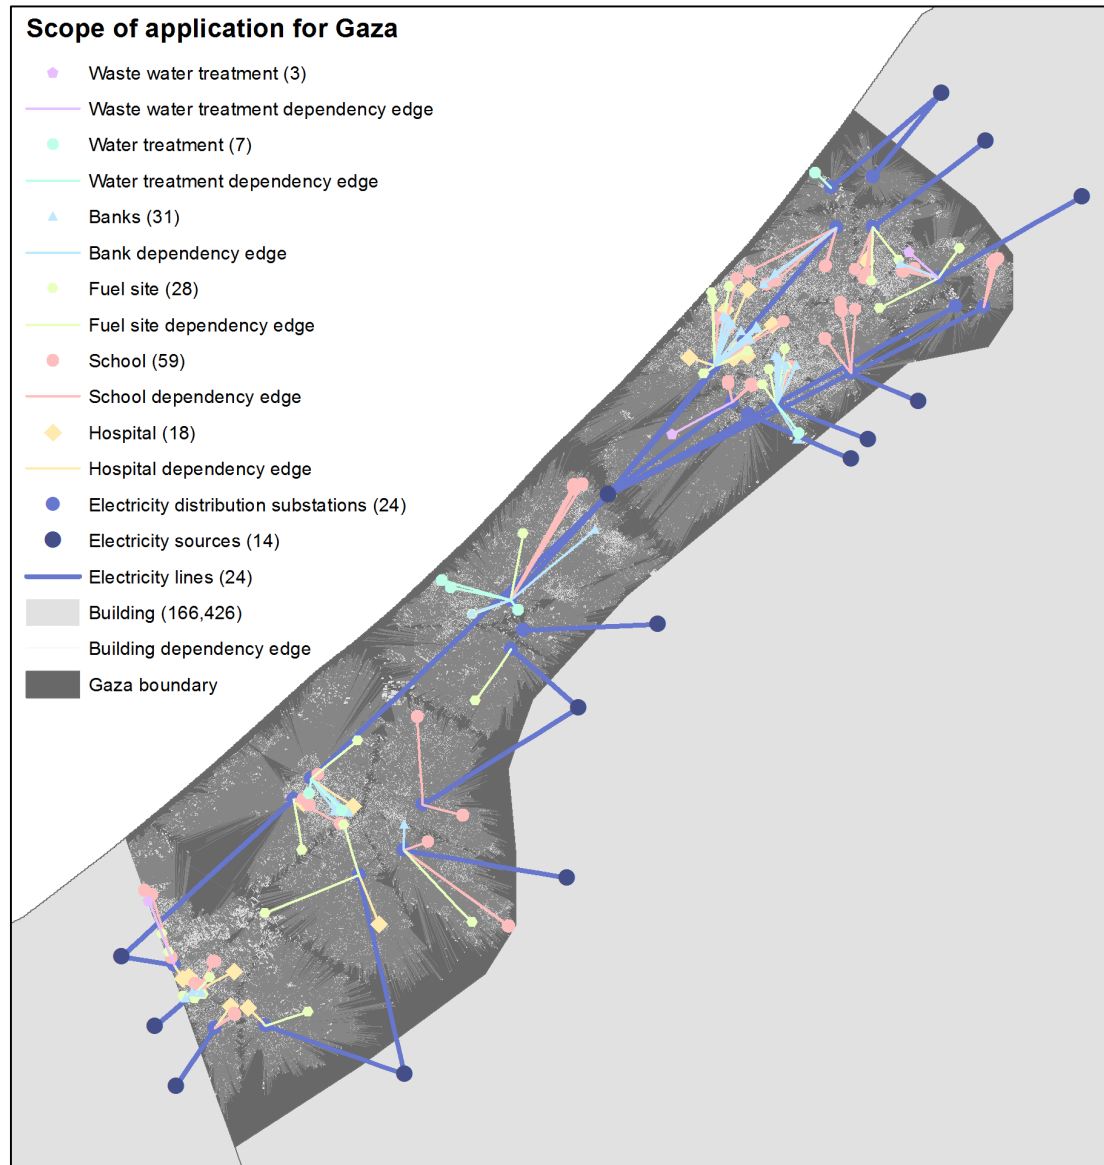 Scope of application for Gaza
Waste water treatment (3)
Waste water treatment dependency edge
Water treatment (7)
Water treatment dependency edge
Banks (31)
Bank dependency edge
Fuel site (28)
Fuel site dependency edge
School (59)
School dependency edge
Hospital (18)
Hospital dependency edge
Electricity distribution substations (24)
Electricity sources (14)
Electricity lines (24)
Building (166,426)
Building dependency edge
Gaza boundary